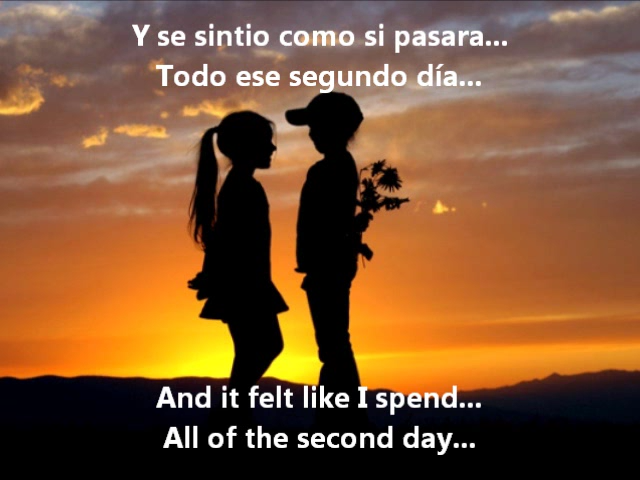 Y se sintio como si pasara...
Todo ese segundo día...
And it felt like I spend...
All of the second day...